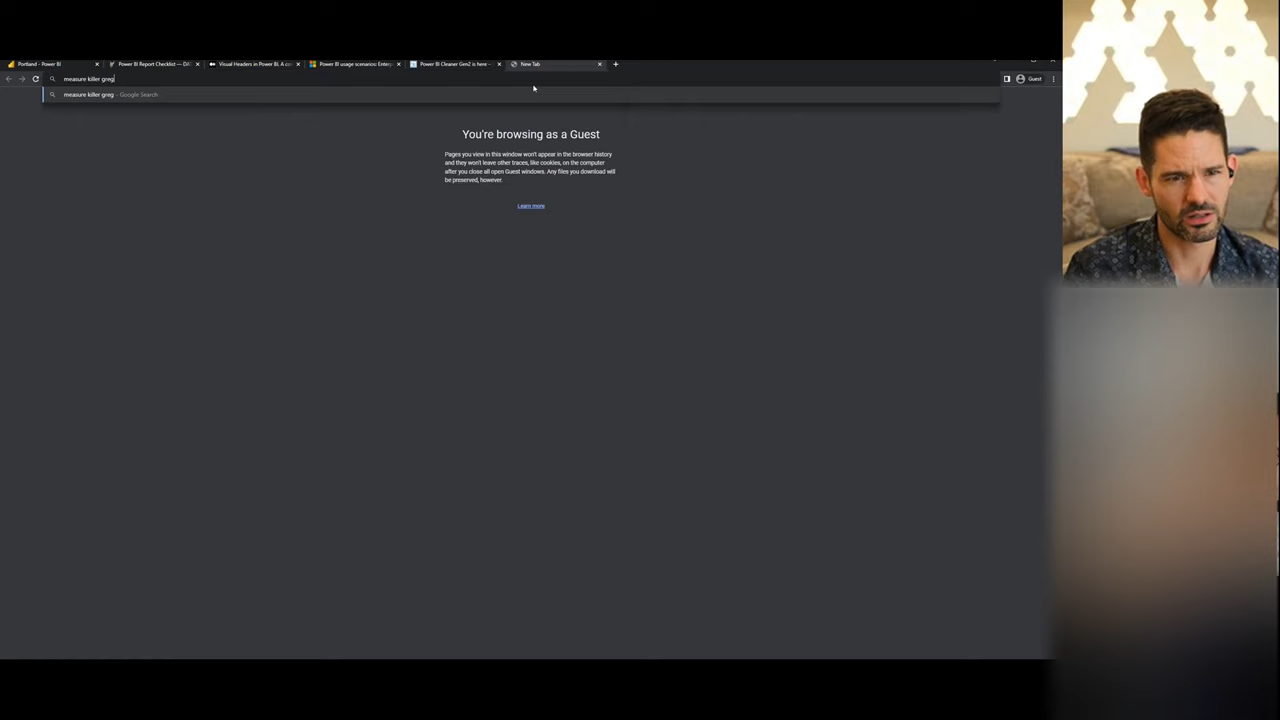 Portland - Power BI
Power BI Report Checklist — DA
Visual Headers in Power BI. A co
Power BI usage scenarios: Enterp
Power BI Cleaner Gen2 is here –
New Tab
measure killer greg
Guest
measure killer greg - Google Search
You're browsing as a Guest
Pages you view in this window won't appear in the browser history
and they won't leave other traces, like cookies, on the computer
after you close all open Guest windows. Any files you download will
be preserved, however.
Learn more